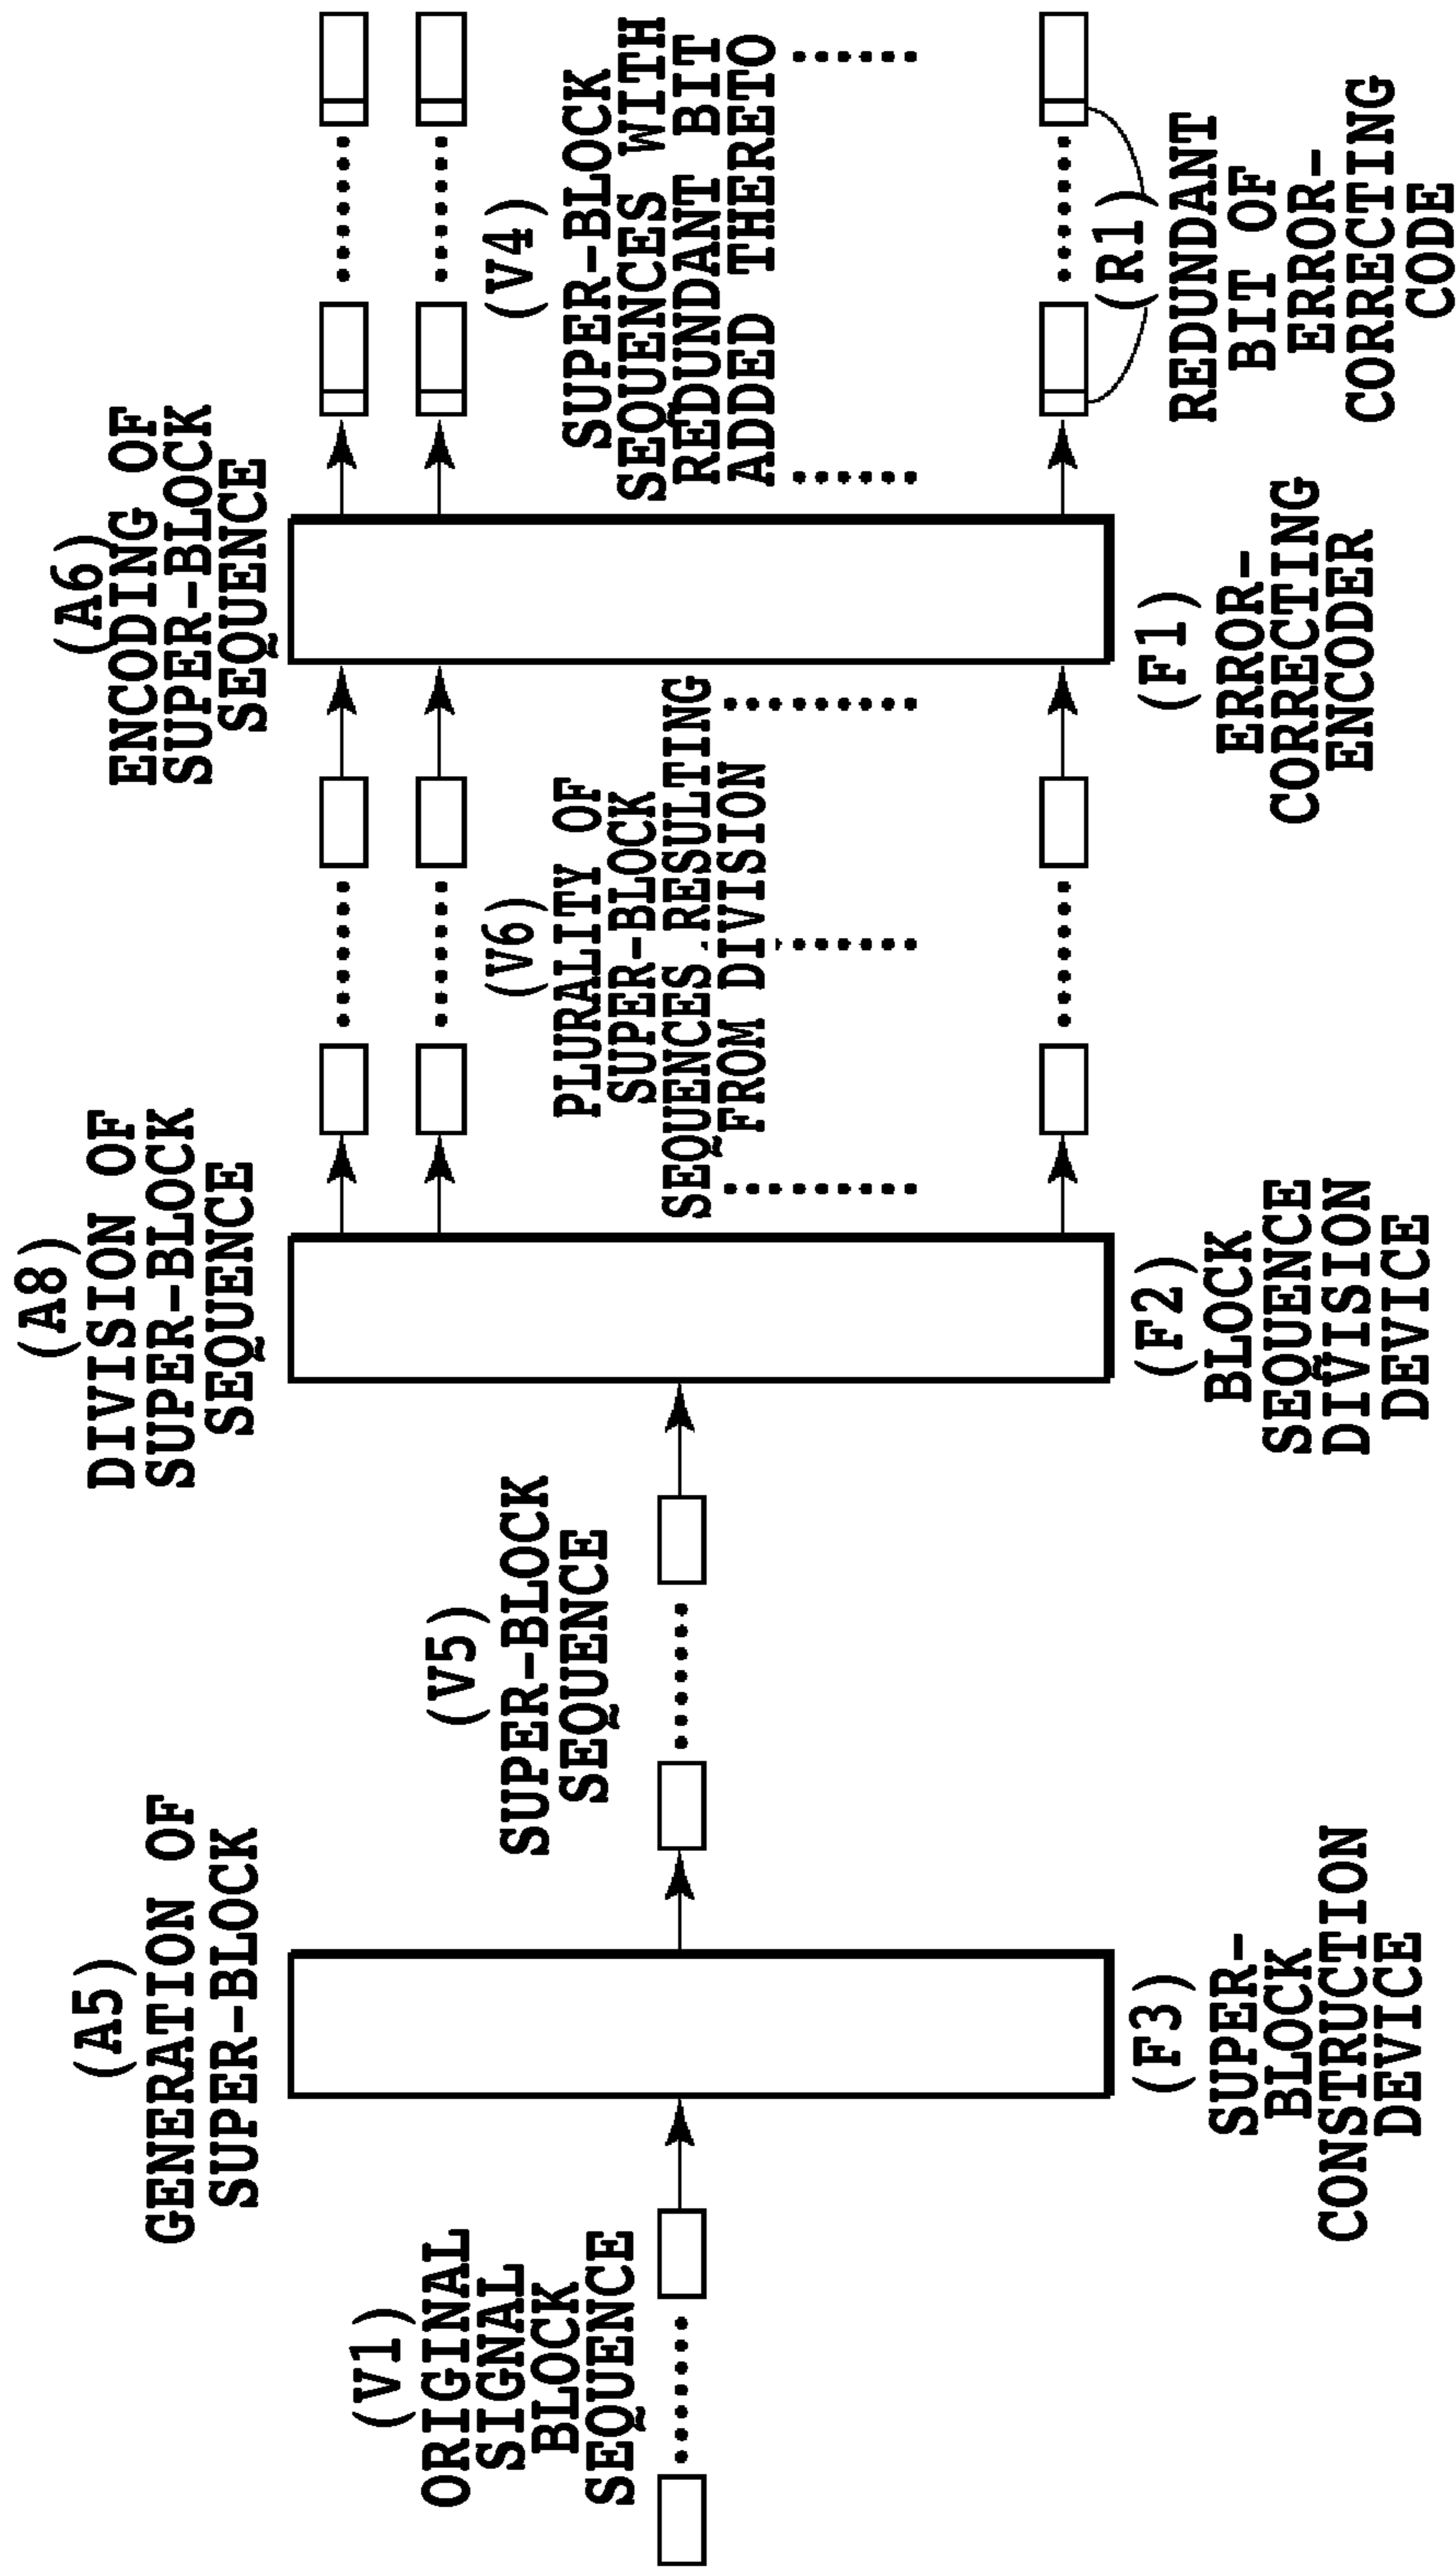 (V1)
ORIGINAL
SIGNAL
BLOCK
SEQUENCE
(A5)
GENERATION OF
SUPER-BLOCK
(F3)
SUPER-
BLOCK
CONSTRUCTION
DEVICE
(V5)
SUPER-BLOCK
SEQUENCE
(A8)
DIVISION OF
SUPER-BLOCK
SEQUENCE
(F2)
BLOCK
SEQUENCE
DIVISION
DEVICE
(V6)
PLURALITY OF
SUPER-BLOCK
SEQUENCES RESULTING
FROM DIVISION
(A6)
ENCODING OF
SUPER-BLOCK
SEQUENCE
(F1)
ERROR-
CORRECTING
ENCODER
(V4)
SUPER-BLOCK
SEQUENCES WITH
REDUNDANT BIT
ADDED THERETO
(R1)
REDUNDANT
BIT OF
ERROR-
CORRECTING
CODE